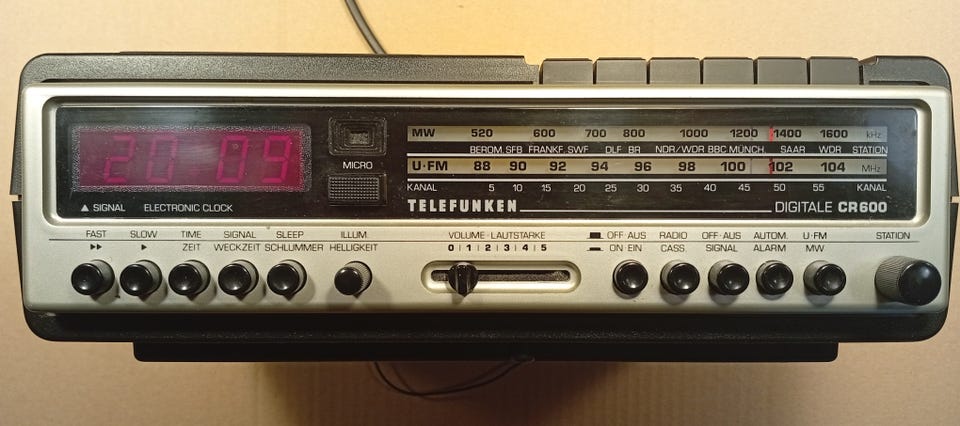 20 09
MICRO
▲ SIGNAL ELECTRONIC CLOCK
MW 520 600 700 800 1000 1200 1400 1600 kHz
BEROM. SFB FRANKF. SWF DLF BR NDR/WDR BBC MÜNCH. SAAR WDR STATION
U·FM 88 90 92 94 96 98 100 102 104 MHz
KANAL 5 10 15 20 25 30 35 40 45 50 55 KANAL
TELEFUNKEN DIGITALE CR600
FAST SLOW TIME SIGNAL SLEEP ILLUM. VOLUME·LAUTSTÄRKE OFF·AUS RADIO OFF·AUS AUTOM. U·FM STATION
▶▶ ▶ ZEIT WECKZEIT SCHLUMMER HELLIGKEIT 0 | 1 | 2 | 3 | 4 | 5 ON·EIN CASS. SIGNAL ALARM MW